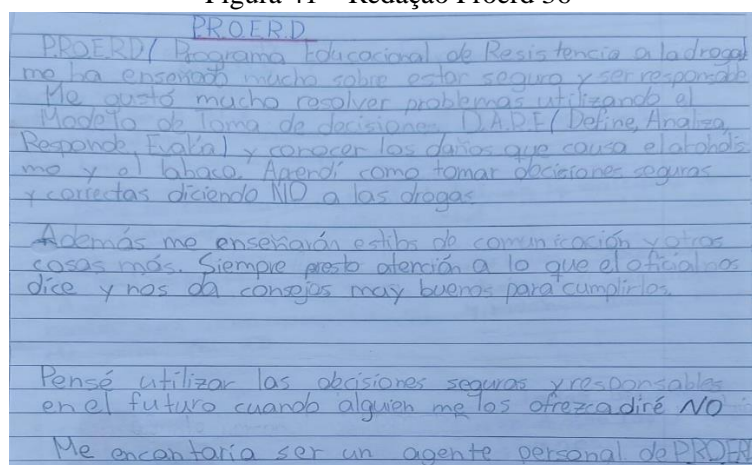 Figura 41 – Redação Proerd 36
P.R.O.E.R.D
PROERD/ Programa Educacional de Resistencia a la droga)
me ha enseñado mucho sobre estar seguro y ser responsable
Me gustó mucho resolver problemas utilizando el
Modelo de Toma de decisiones D.A.R.E ( Define, Analiza,
Responde, Evalúa) y conocer los daños que causa el alcoholis
mo y el tabaco. Aprendí como tomar decisiones seguras
y correctas diciendo NO a las drogas
Además me enseñarán estilos de comunicación y otras
cosas más. Siempre presto atención a lo que el oficial nos
dice y nos da consejos muy buenos para cumplirlos.
Pensé utilizar las decisiones seguras y responsables
en el futuro cuando alguien me los ofrezca diré NO
Me encantaría ser un agente personal de PROER